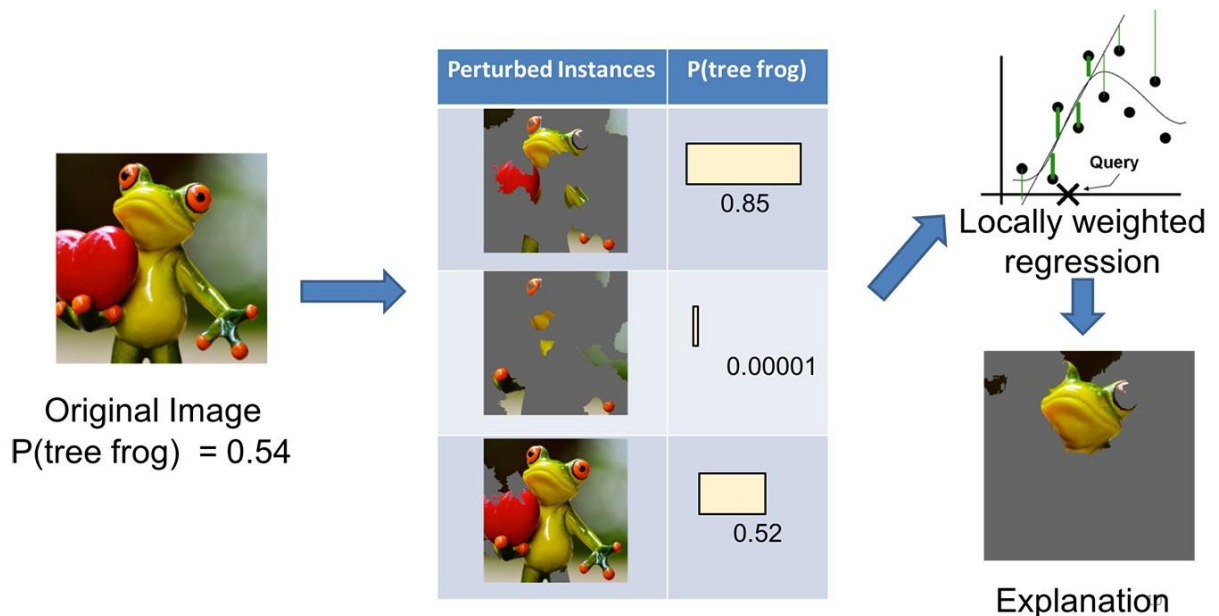 Original Image
P(tree frog) = 0.54
Perturbed Instances
P(tree frog)
0.85
0.00001
0.52
Query
Locally weighted
regression
Explanation